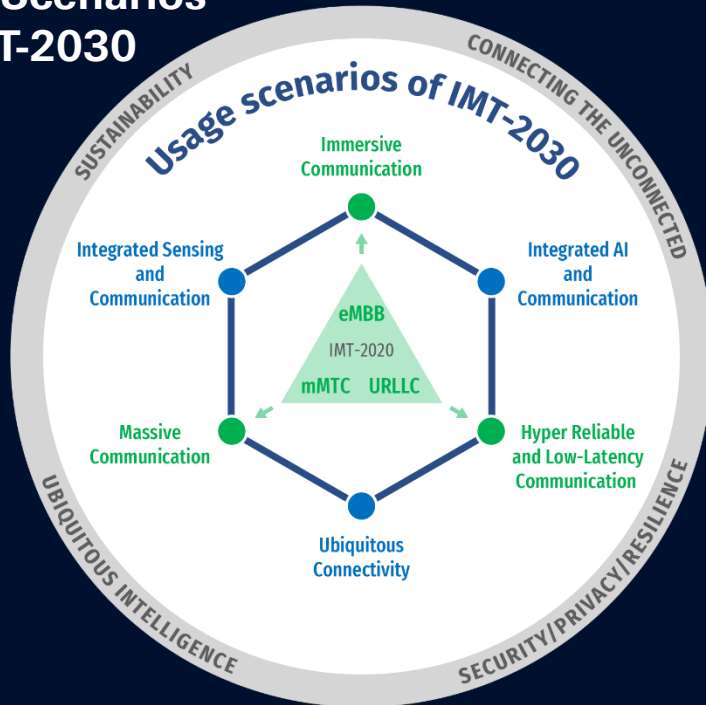 Scenarios
T-2030
SUSTAINABILITY
CONNECTING THE UNCONNECTED
Usage scenarios of IMT-2030
Immersive
Communication
Integrated Sensing
and
Communication
Integrated AI
and
Communication
eMBB
IMT-2020
mMTC URLLC
Massive
Communication
Hyper Reliable
and Low-Latency
Communication
Ubiquitous
Connectivity
UBIQUITOUS INTELLIGENCE
SECURITY/PRIVACY/RESILIENCE